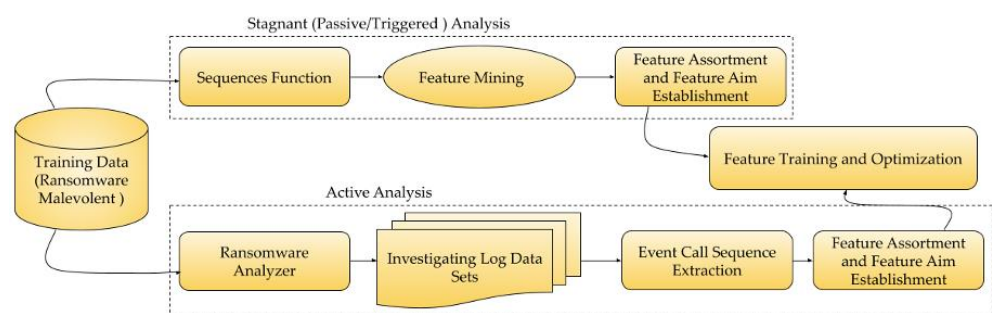 Stagnant (Passive/Triggered ) Analysis
Sequences Function
Feature Mining
Feature Assortment
and Feature Aim
Establishment
Training Data
(Ransomware
Malevolent )
Feature Training and Optimization
Active Analysis
Ransomware
Analyzer
Investigating Log Data
Sets
Event Call Sequence
Extraction
Feature Assortment
and Feature Aim
Establishment